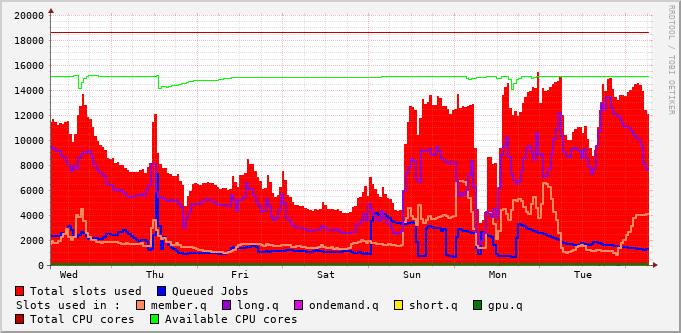 20000
18000
16000
14000
12000
10000
8000
6000
4000
2000
0
Wed Thu Fri Sat Sun Mon Tue
RRDTOOL / TOBI OETIKER
Total slots used Queued Jobs
Slots used in : member.q long.q ondemand.q short.q gpu.q
Total CPU cores Available CPU cores